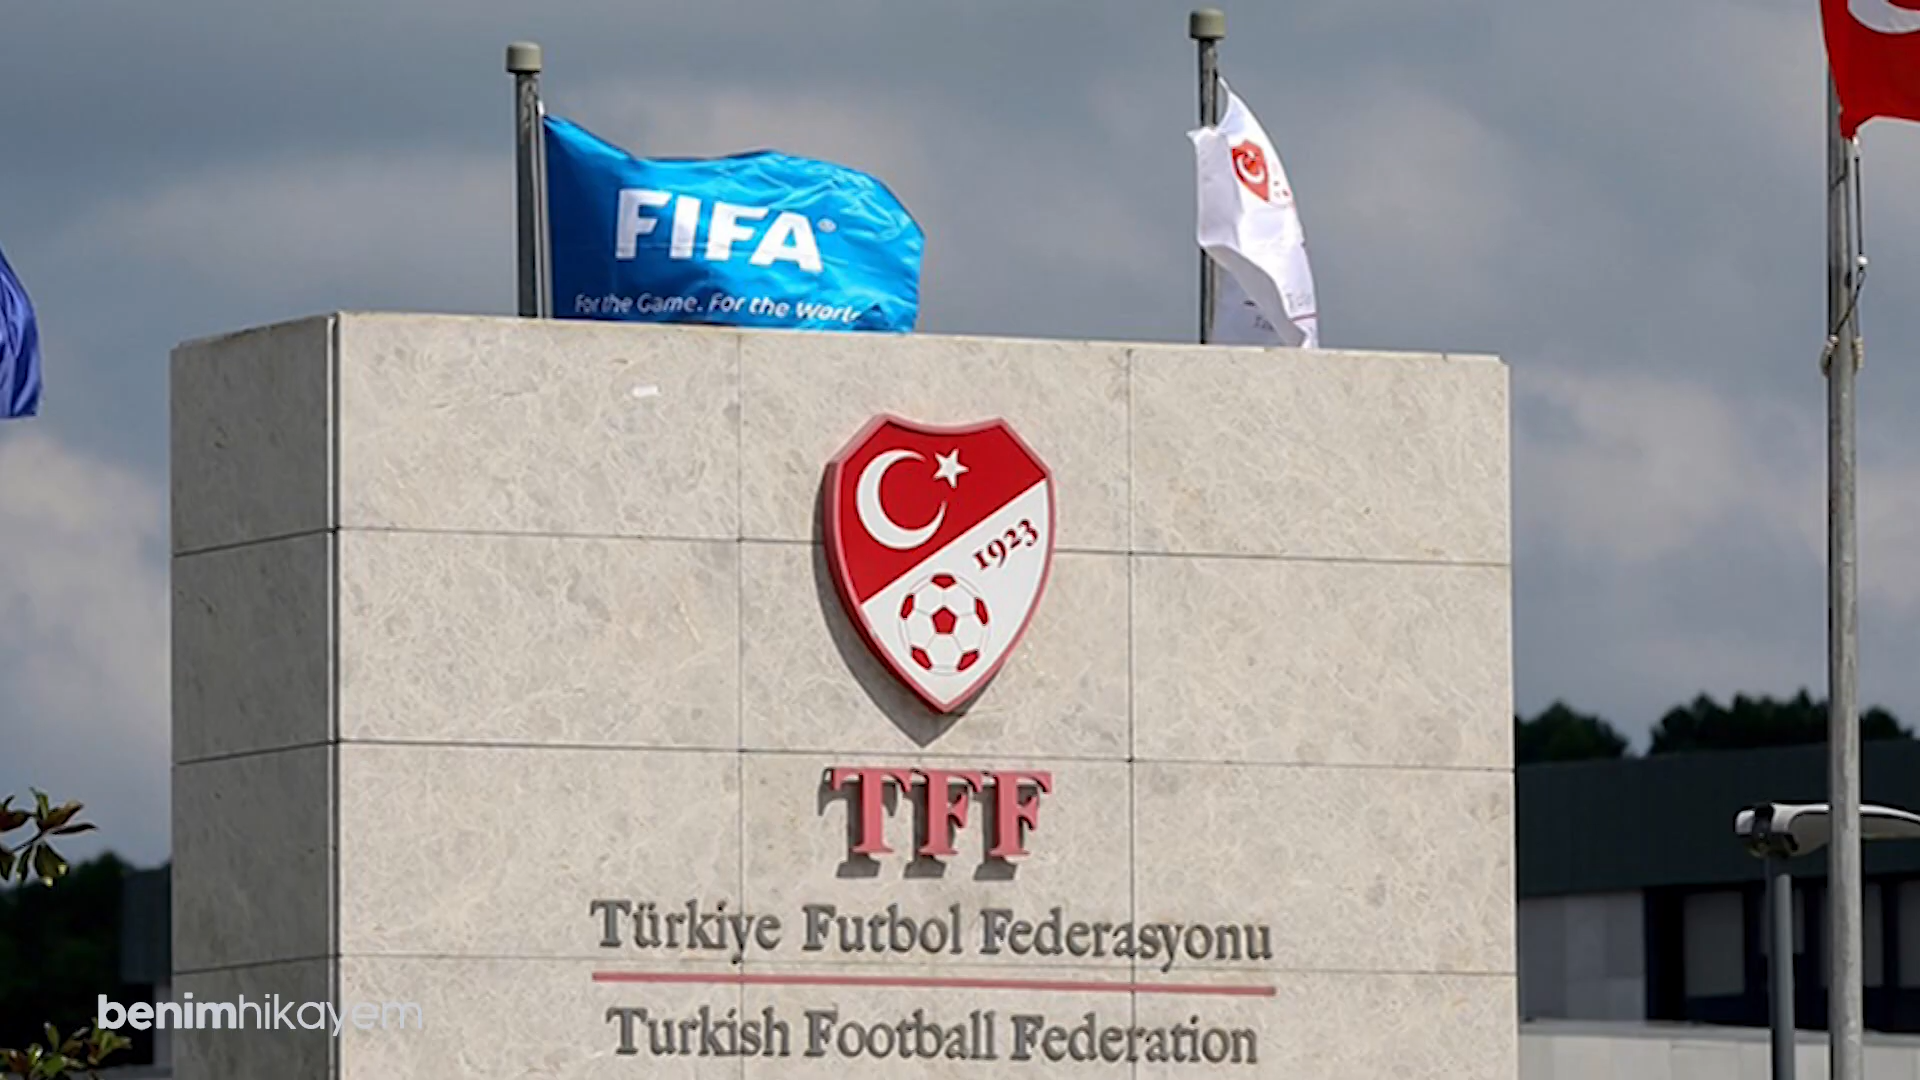 FIFA®
For the Game. For the World
1923
TFF
Türkiye Futbol Federasyonu
Turkish Football Federation
benimhikayem